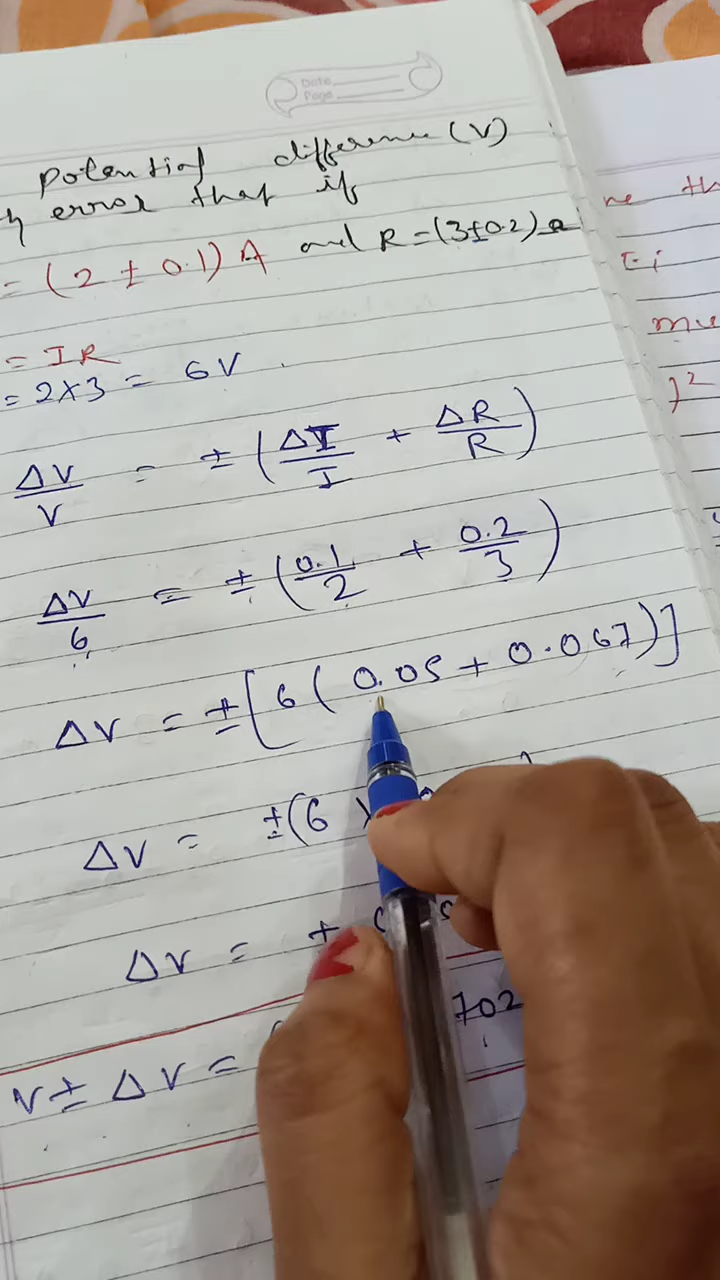 Date
Page
Potential difference (V)
error that if
= (2 ± 0.1) A and R = (3±0.2) Ω
= IR
= 2×3 = 6V
ΔV/V = ± (ΔI/I + ΔR/R)
ΔV/6 = ± (0.1/2 + 0.2/3)
ΔV = ± [6 (0.05 + 0.067)]
ΔV = ±(6
ΔV = ±
702
V ± ΔV =